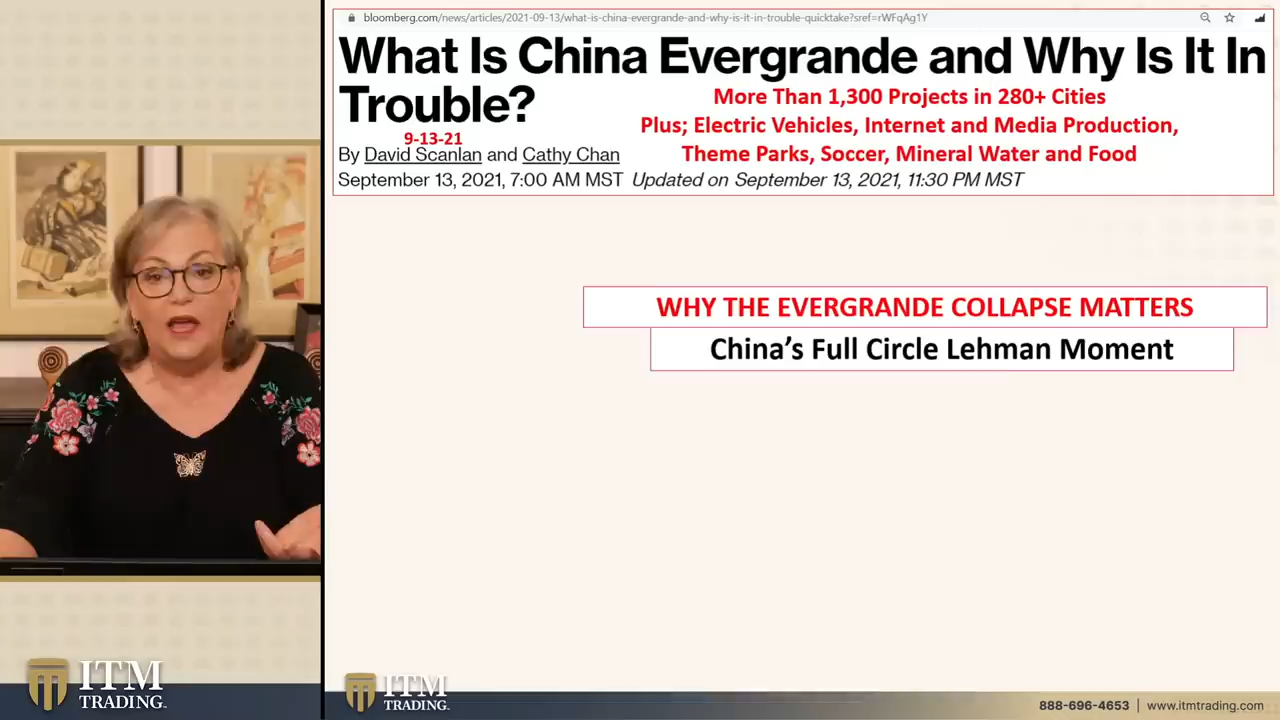 bloomberg.com/news/articles/2021-09-13/what-is-china-evergrande-and-why-is-it-in-trouble-quicktake?sref=rWFqAg1Y
What Is China Evergrande and Why Is It In
Trouble?
More Than 1,300 Projects in 280+ Cities
Plus; Electric Vehicles, Internet and Media Production,
Theme Parks, Soccer, Mineral Water and Food
9-13-21
By David Scanlan and Cathy Chan
September 13, 2021, 7:00 AM MST Updated on September 13, 2021, 11:30 PM MST
WHY THE EVERGRANDE COLLAPSE MATTERS
China's Full Circle Lehman Moment
ITM
TRADING.
ITM
TRADING.
888-696-4653 | www.itmtrading.com